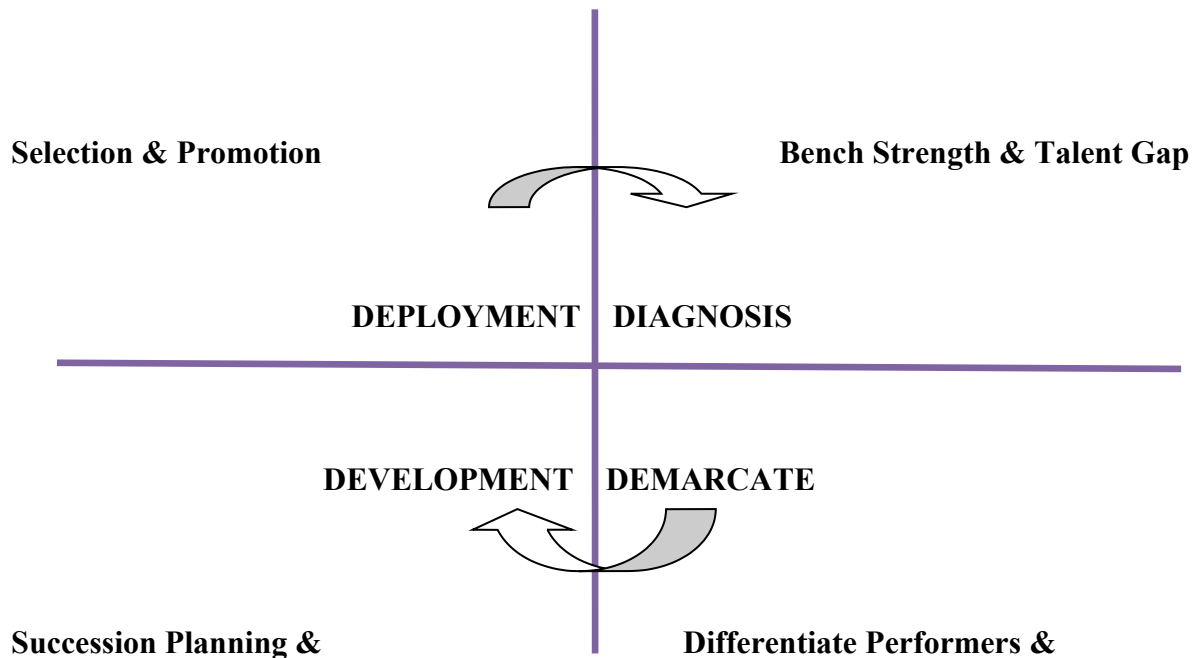 Selection & Promotion
Bench Strength & Talent Gap
DEPLOYMENT
DIAGNOSIS
DEVELOPMENT
DEMARCATE
Succession Planning &
Differentiate Performers &